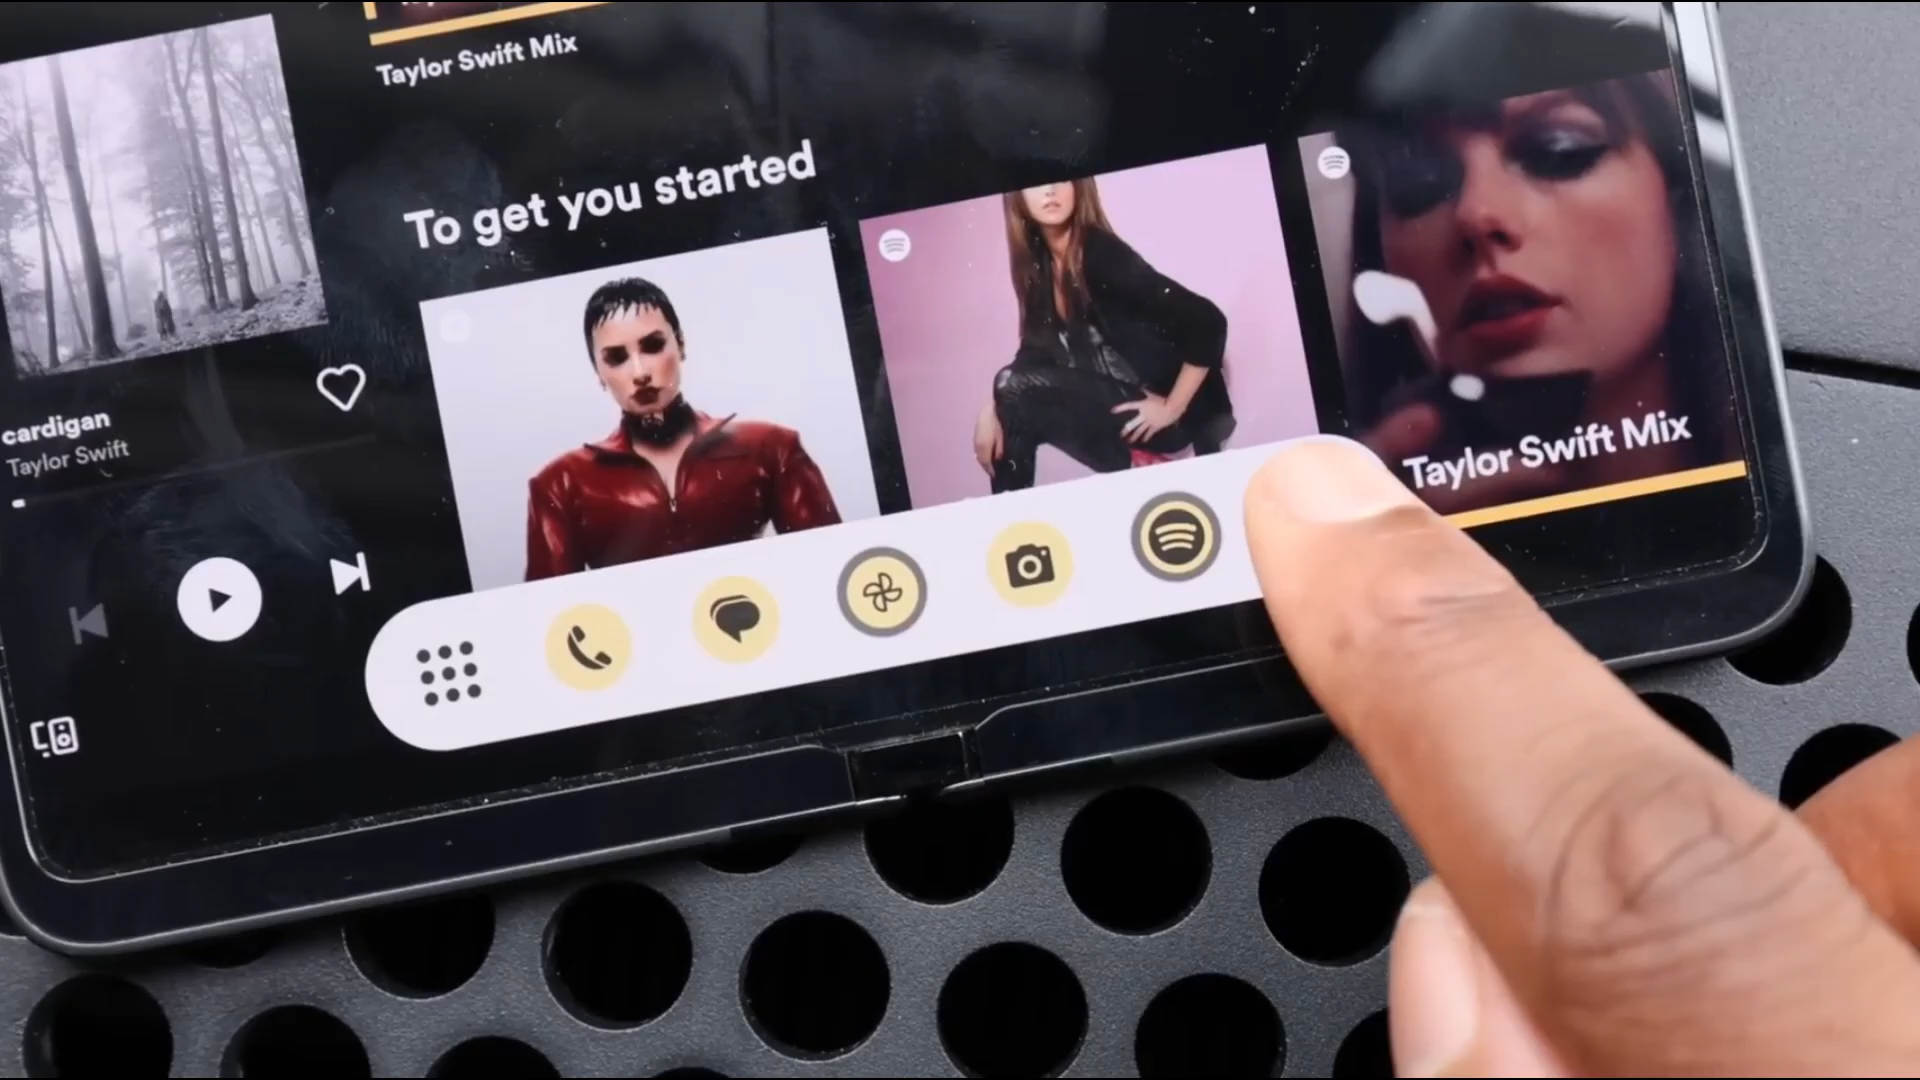 Taylor Swift Mix
To get you started
cardigan
Taylor Swift
Taylor Swift Mix